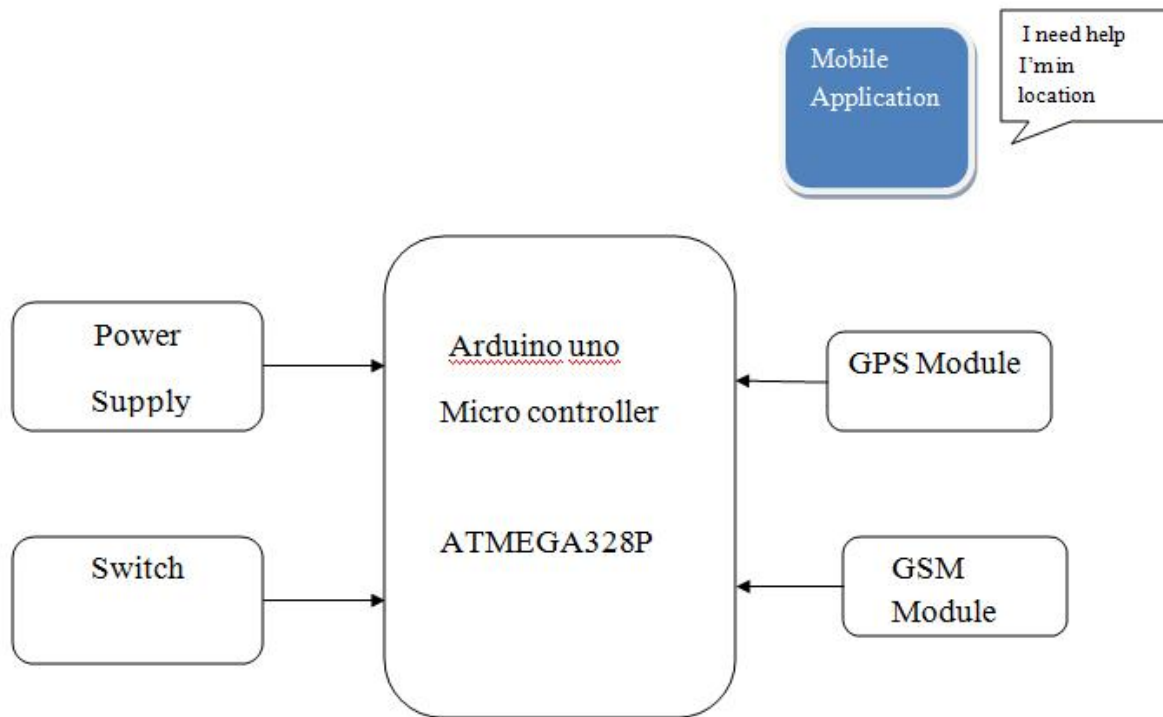 Mobile
Application
I need help
I'm in
location
Power
Supply
Arduino uno
Micro controller
ATMEGA328P
GPS Module
Switch
GSM
Module